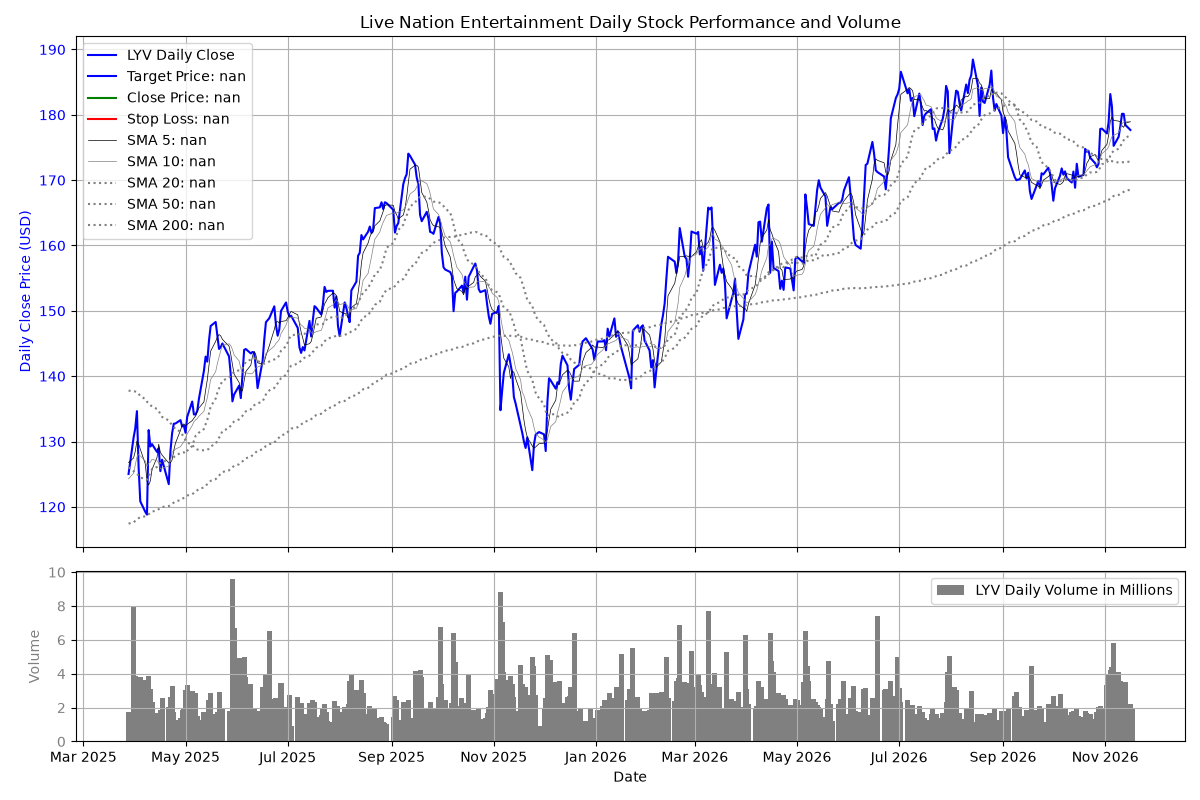 Live Nation Entertainment Daily Stock Performance and Volume
190
180
170
160
150
140
130
120
Daily Close Price (USD)
LYV Daily Close
Target Price: nan
Close Price: nan
Stop Loss: nan
SMA 5: nan
SMA 10: nan
SMA 20: nan
SMA 50: nan
SMA 200: nan
10
8
6
4
2
0
Volume
LYV Daily Volume in Millions
Mar 2025 May 2025 Jul 2025 Sep 2025 Nov 2025 Jan 2026 Mar 2026 May 2026 Jul 2026 Sep 2026 Nov 2026
Date